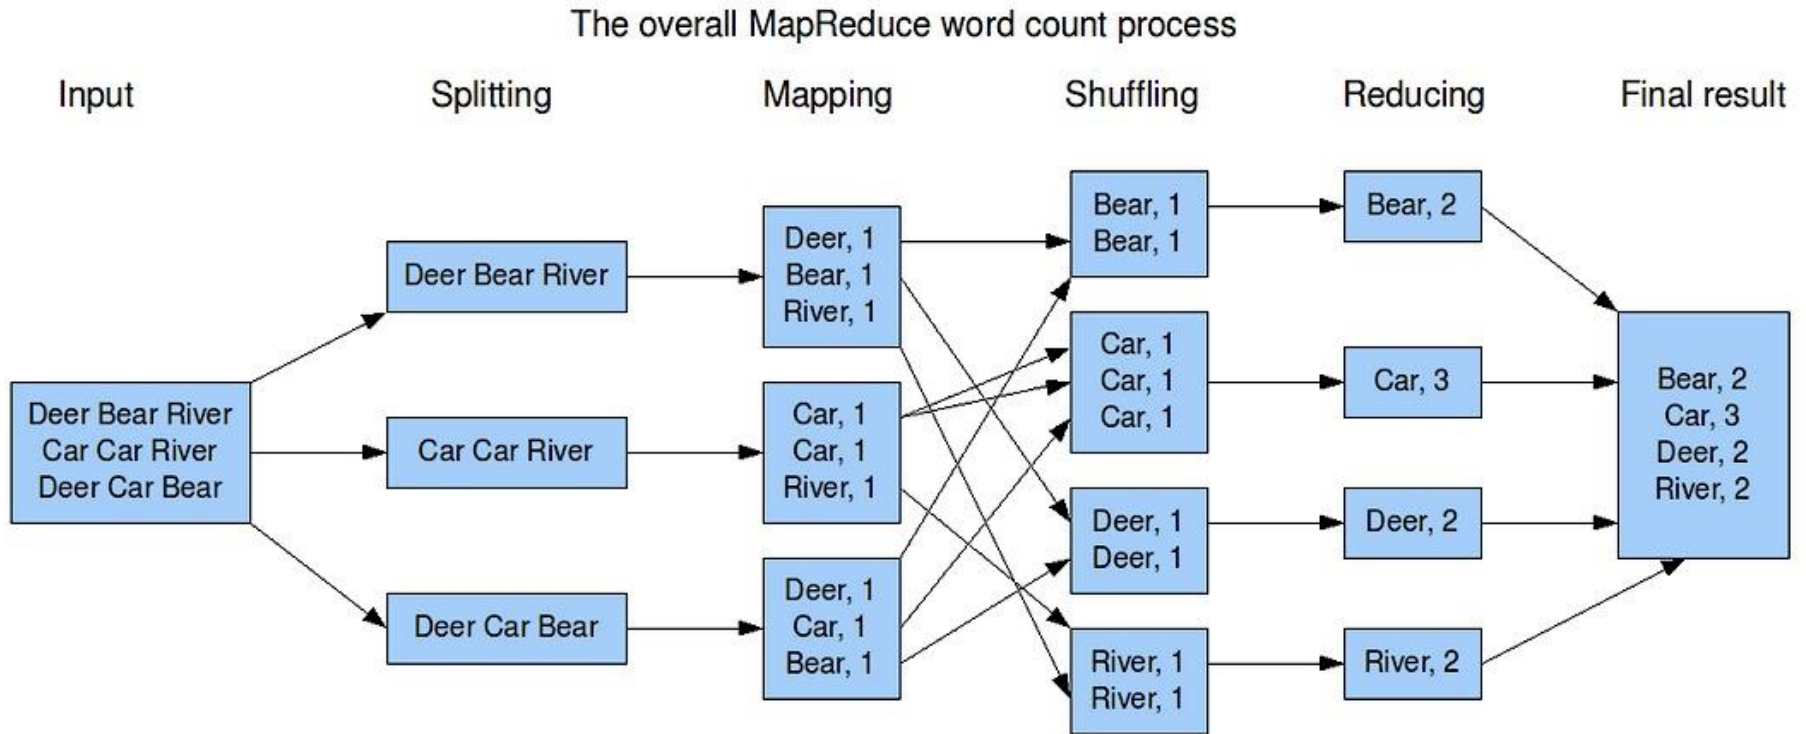 The overall MapReduce word count process
Input
Splitting
Mapping
Shuffling
Reducing
Final result
Deer Bear River
Car Car River
Deer Car Bear
Deer Bear River
Car Car River
Deer Car Bear
Deer, 1
Bear, 1
River, 1
Car, 1
Car, 1
River, 1
Deer, 1
Car, 1
Bear, 1
Bear, 1
Bear, 1
Car, 1
Car, 1
Car, 1
Deer, 1
Deer, 1
River, 1
River, 1
Bear, 2
Car, 3
Deer, 2
River, 2
Bear, 2
Car, 3
Deer, 2
River, 2